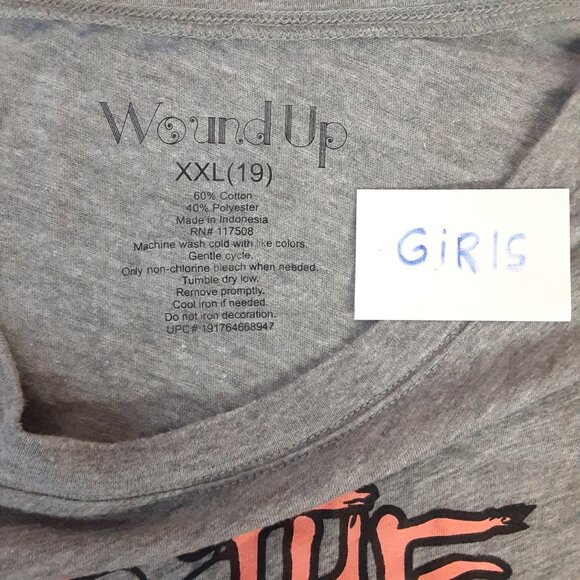 Wound Up
XXL(19)
60% Cotton
40% Polyester
Made in Indonesia
RN# 117508
Machine wash cold with like colors.
Gentle cycle.
Only non-chlorine bleach when needed.
Tumble dry low.
Remove promptly.
Cool iron if needed.
Do not iron decoration.
UPC# 191764668947
GiRlS